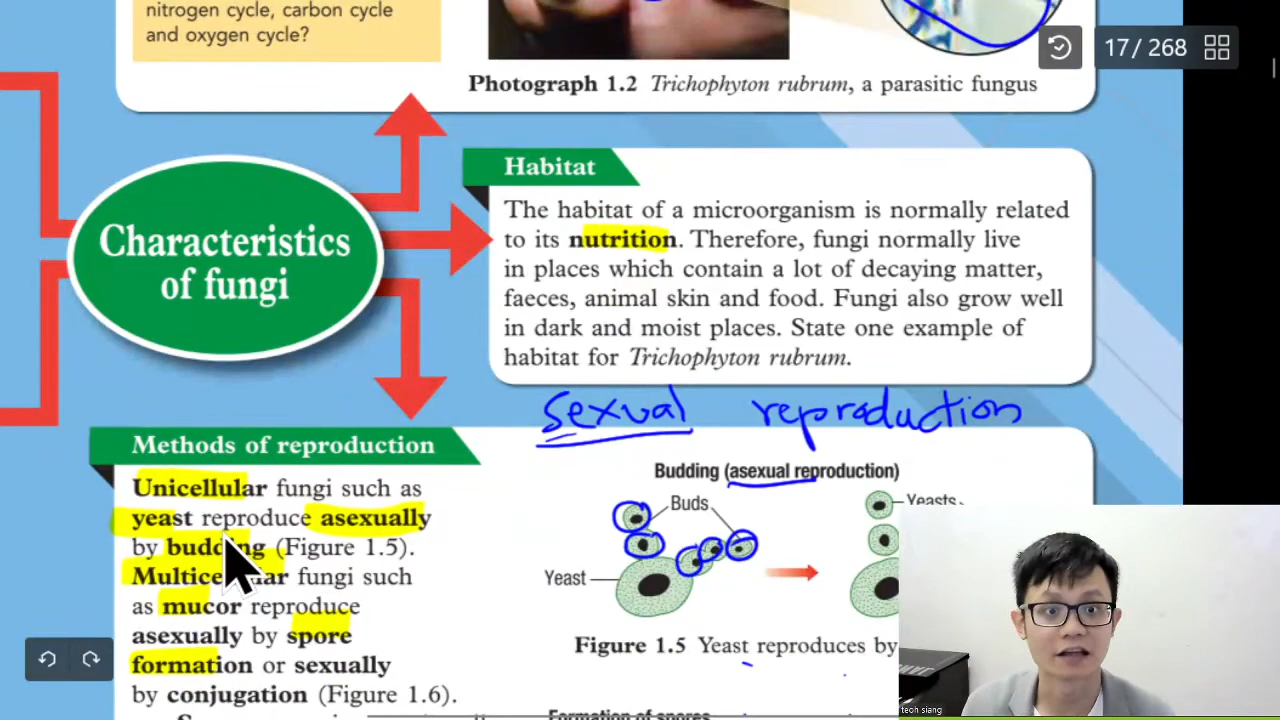 nitrogen cycle, carbon cycle
and oxygen cycle?
17 / 268
Photograph 1.2 Trichophyton rubrum, a parasitic fungus
Characteristics
of fungi
Habitat
The habitat of a microorganism is normally related
to its nutrition. Therefore, fungi normally live
in places which contain a lot of decaying matter,
faeces, animal skin and food. Fungi also grow well
in dark and moist places. State one example of
habitat for Trichophyton rubrum.
sexual reproduction
Methods of reproduction
Unicellular fungi such as
yeast reproduce asexually
by budding (Figure 1.5).
Multicellular fungi such
as mucor reproduce
asexually by spore
formation or sexually
by conjugation (Figure 1.6).
Budding (asexual reproduction)
Buds
Yeasts
Yeast
Figure 1.5 Yeast reproduces by
Formation of spores
teoh siang